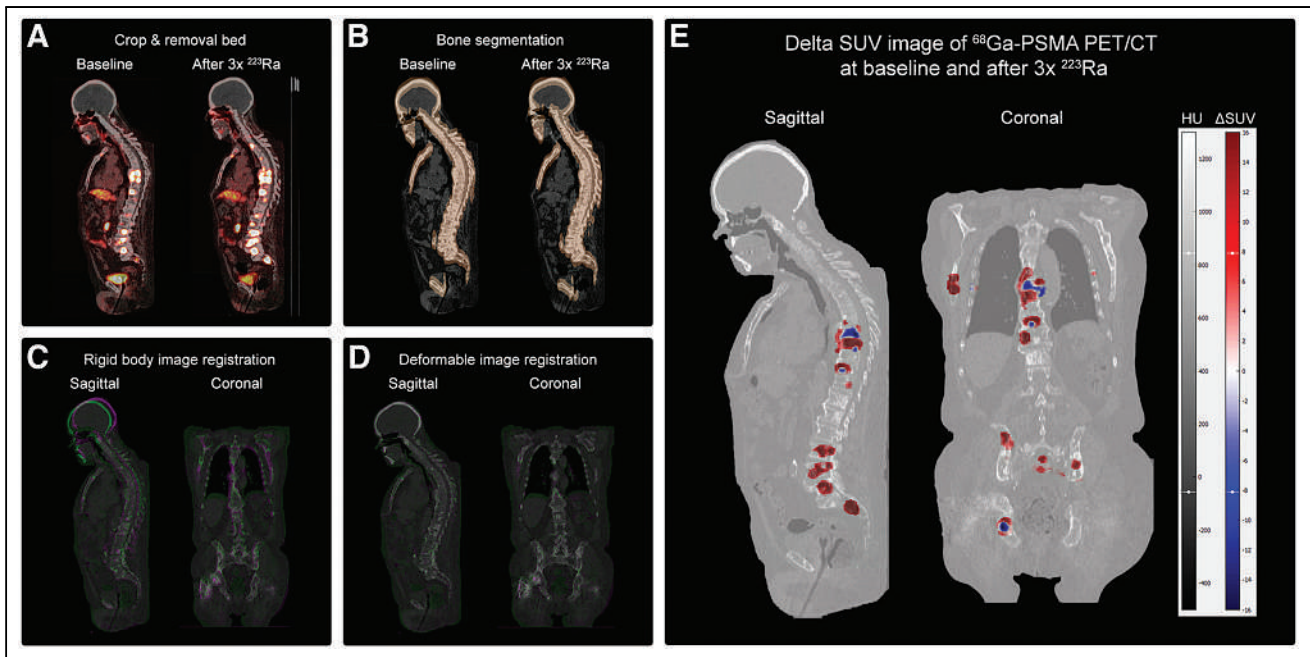 A
Crop & removal bed
Baseline After 3x ²²³Ra
B
Bone segmentation
Baseline After 3x ²²³Ra
C
Rigid body image registration
Sagittal Coronal
D
Deformable image registration
Sagittal Coronal
E
Delta SUV image of ⁶⁸Ga-PSMA PET/CT
at baseline and after 3x ²²³Ra
Sagittal Coronal
HU ΔSUV
1200
1000
800
600
400
200
0
-200
-400
16
14
12
10
8
6
4
2
0
-2
-4
-6
-8
-10
-12
-14
-16